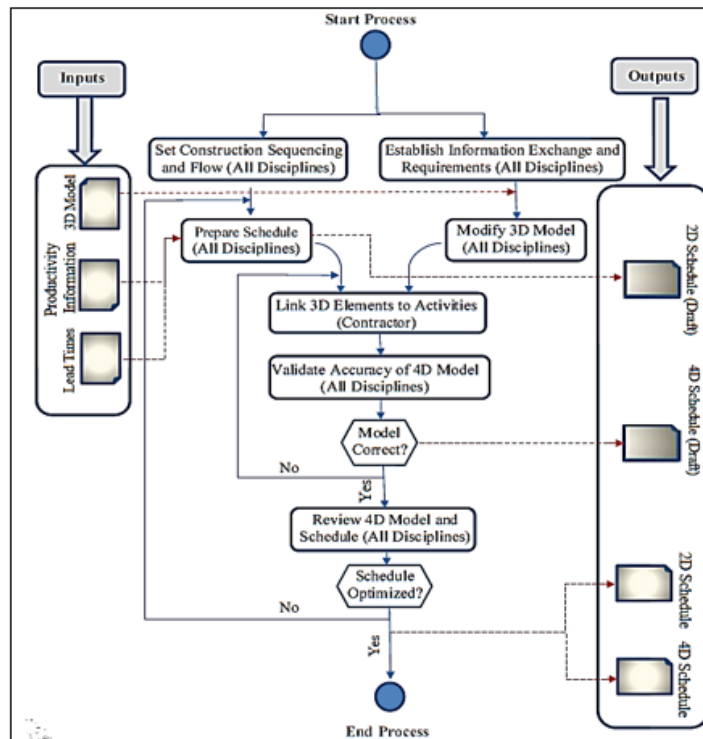 Start Process
Inputs
Outputs
Set Construction Sequencing
and Flow (All Disciplines)
Establish Information Exchange and
Requirements (All Disciplines)
3D Model
Prepare Schedule
(All Disciplines)
Modify 3D Model
(All Disciplines)
2D Schedule (Draft)
Productivity
Information
Link 3D Elements to Activities
(Contractor)
Lead Times
Validate Accuracy of 4D Model
(All Disciplines)
Model
Correct?
4D Schedule (Draft)
No
Yes
Review 4D Model and
Schedule (All Disciplines)
Schedule
Optimized?
2D Schedule
No
Yes
4D Schedule
End Process